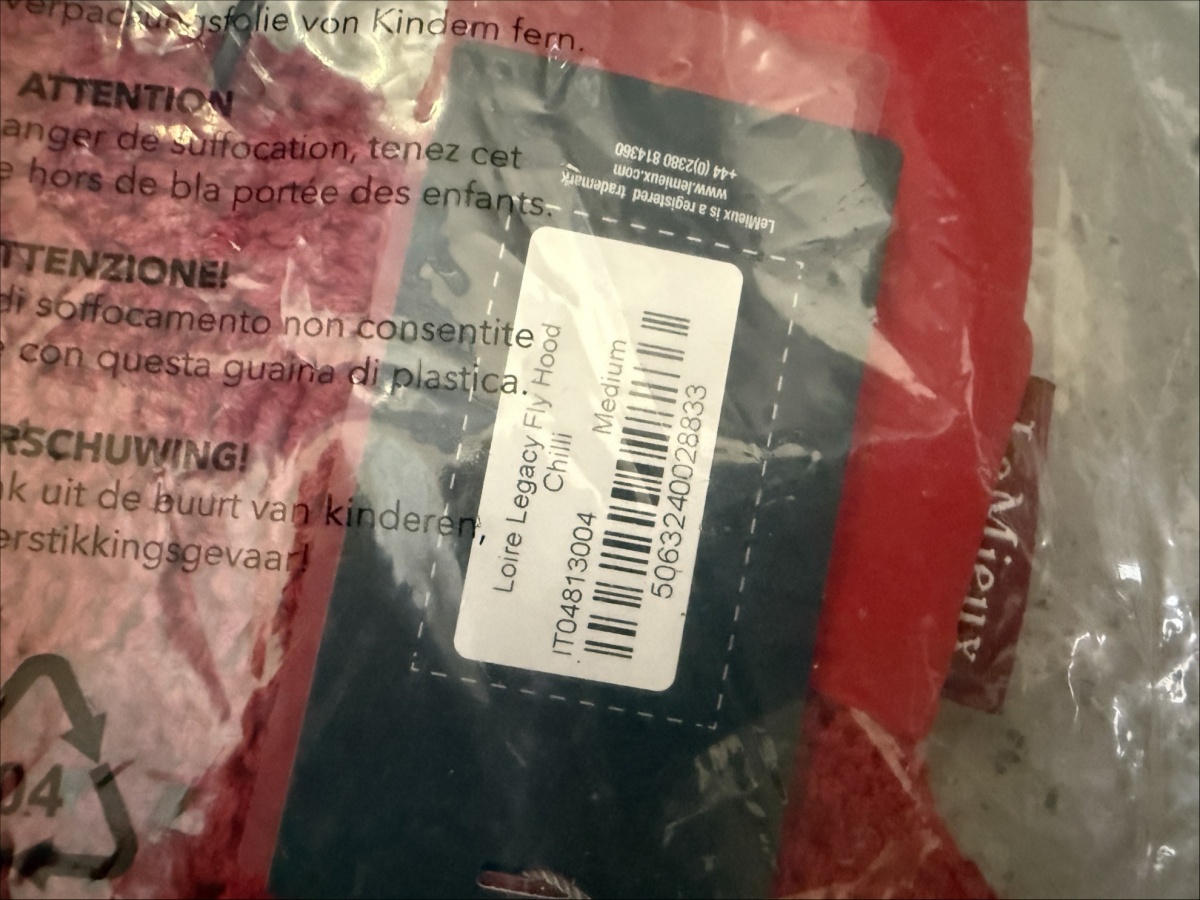 verpackungsfolie von Kindem fern.
ATTENTION
anger de suffocation, tenez cet
e hors de bla portée des enfants.
TTENZIONE!
di soffocamento non consentite
e con questa guaina di plastica.
RSCHUWING!
ak uit de buurt van kinderen,
erstikkingsgevaar!
04
LeMieux is a registered trademark
www.lemieux.com
+44 (0)2380 814360
Loire Legacy Fly Hood
Chilli
IT04813004 Medium
5063240028833
LeMieux